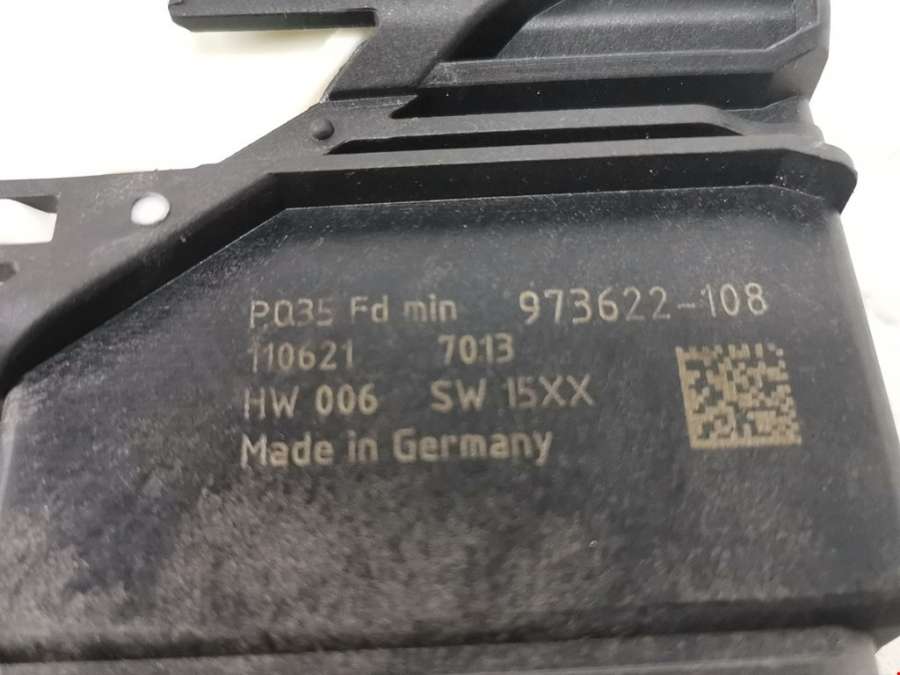 PQ35 Fd min 973622-108
110621 7013
HW 006 SW 15XX
Made in Germany